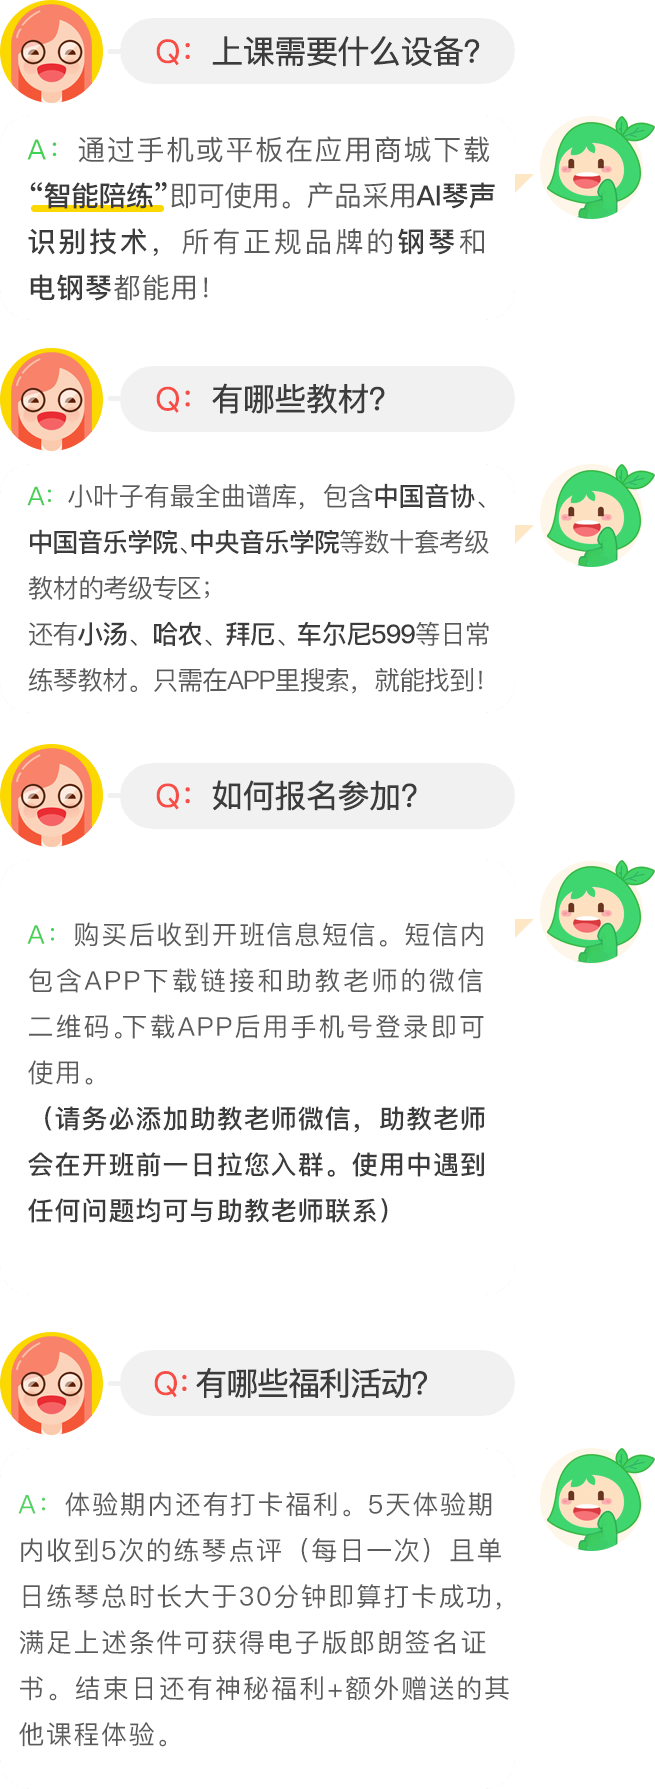 Q：上课需要什么设备？
A：通过手机或平板在应用商城下载
“智能陪练”即可使用。产品采用AI琴声
识别技术，所有正规品牌的钢琴和
电钢琴都能用！
Q：有哪些教材？
A：小叶子有最全曲谱库，包含中国音协、
中国音乐学院、中央音乐学院等数十套考级
教材的考级专区；
还有小汤、哈农、拜厄、车尔尼599等日常
练琴教材。只需在APP里搜索，就能找到！
Q：如何报名参加？
A：购买后收到开班信息短信。短信内
包含APP下载链接和助教老师的微信
二维码。下载APP后用手机号登录即可
使用。
（请务必添加助教老师微信，助教老师
会在开班前一日拉您入群。使用中遇到
任何问题均可与助教老师联系）
Q：有哪些福利活动？
A：体验期内还有打卡福利。5天体验期
内收到5次的练琴点评（每日一次）且单
日练琴总时长大于30分钟即算打卡成功，
满足上述条件可获得电子版郎朗签名证
书。结束日还有神秘福利+额外赠送的其
他课程体验。